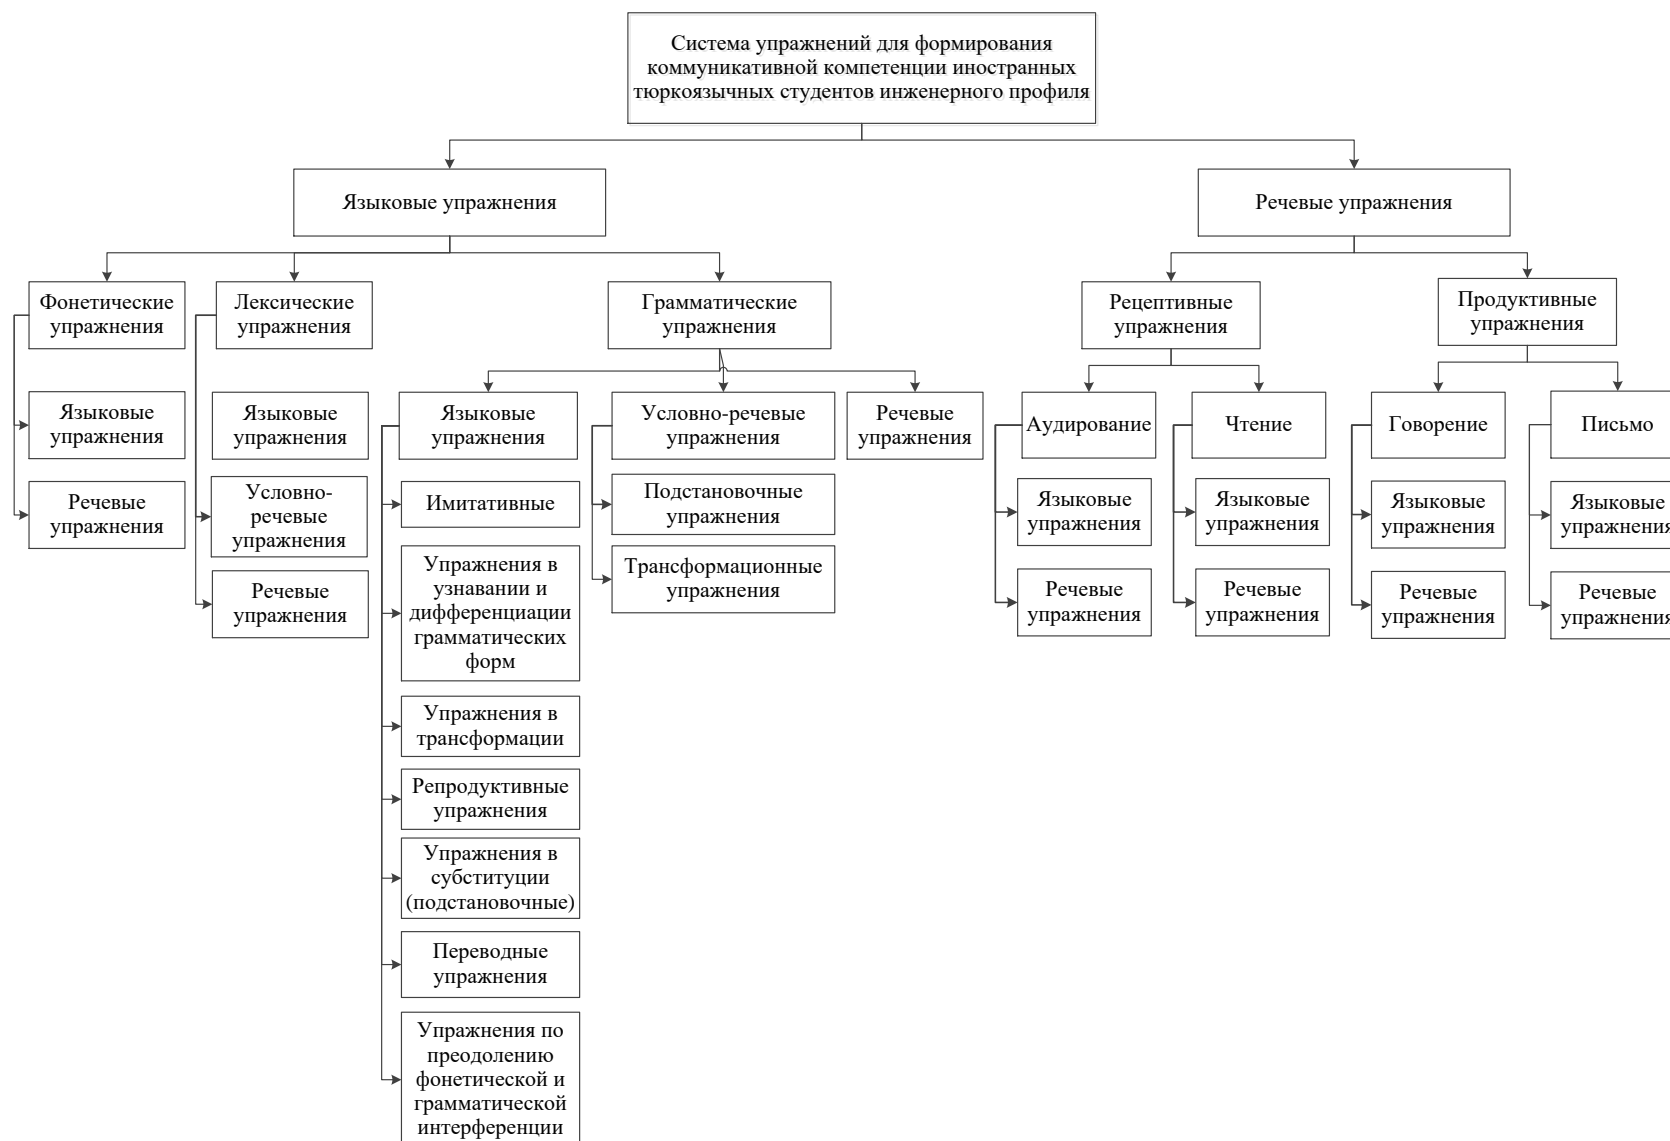 Система упражнений для формирования
коммуникативной компетенции иностранных
тюркоязычных студентов инженерного профиля
Языковые упражнения
Речевые упражнения
Фонетические
упражнения
Лексические
упражнения
Грамматические
упражнения
Рецептивные
упражнения
Продуктивные
упражнения
Языковые
упражнения
Речевые
упражнения
Языковые
упражнения
Условно-
речевые
упражнения
Речевые
упражнения
Языковые
упражнения
Имитативные
Упражнения в
узнавании и
дифференциации
грамматических
форм
Упражнения в
трансформации
Репродуктивные
упражнения
Упражнения в
субституции
(подстановочные)
Переводные
упражнения
Упражнения по
преодолению
фонетической и
грамматической
интерференции
Условно-речевые
упражнения
Подстановочные
упражнения
Трансформационные
упражнения
Речевые
упражнения
Аудирование
Языковые
упражнения
Речевые
упражнения
Чтение
Языковые
упражнения
Речевые
упражнения
Говорение
Языковые
упражнения
Речевые
упражнения
Письмо
Языковые
упражнения
Речевые
упражнения